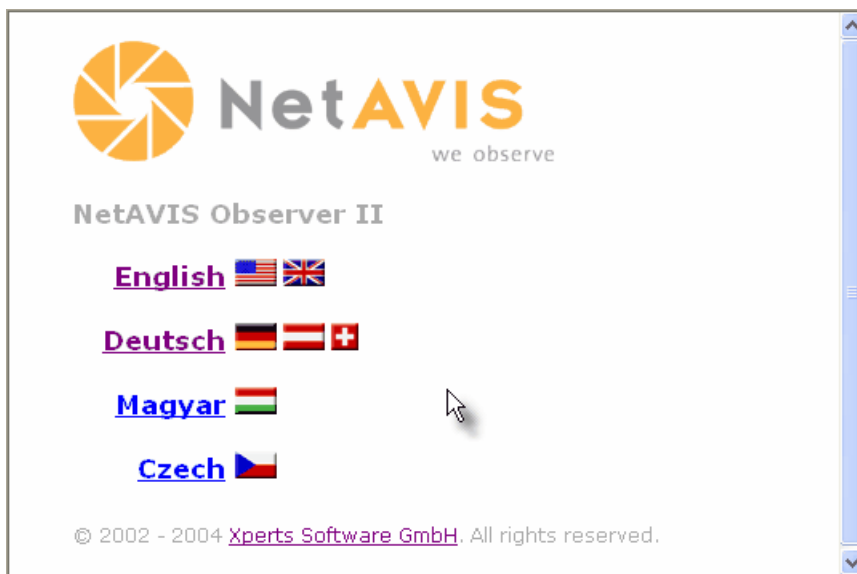 NetAVIS
we observe
NetAVIS Observer II
English
Deutsch
Magyar
Czech
© 2002 - 2004 Xperts Software GmbH. All rights reserved.